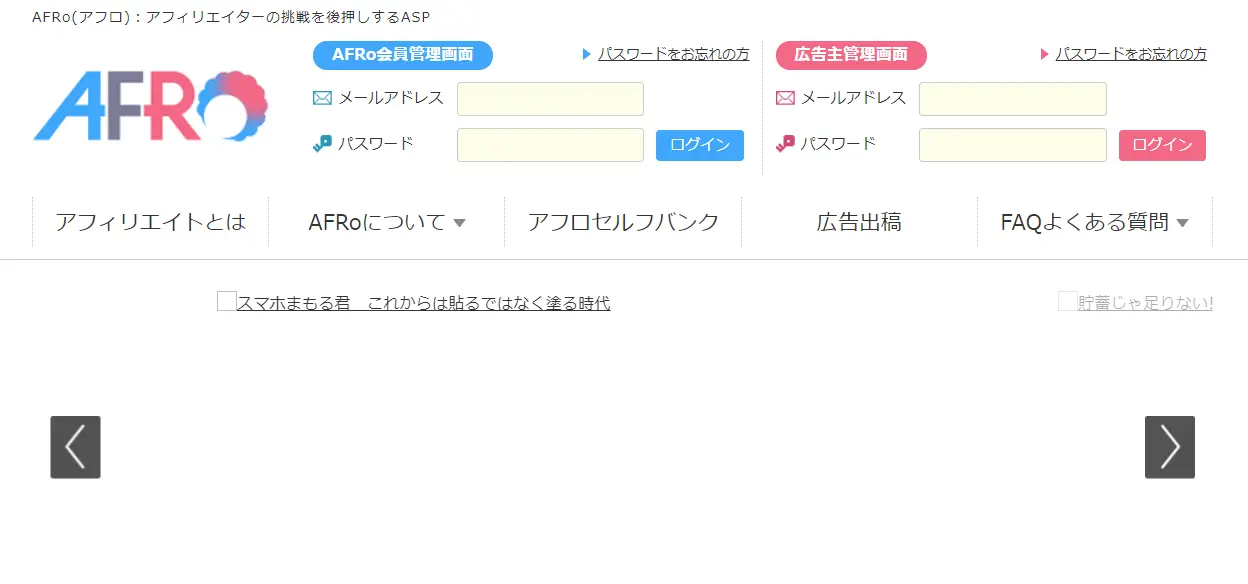 AFRo(アフロ)：アフィリエイターの挑戦を後押しするASP
AFRO
AFRo会員管理画面
パスワードをお忘れの方
メールアドレス
パスワード
ログイン
広告主管理画面
パスワードをお忘れの方
メールアドレス
パスワード
ログイン
アフィリエイトとは
AFRoについて
アフロセルフバンク
広告出稿
FAQよくある質問
スマホまもる君　これからは貼るではなく塗る時代
貯蓄じゃ足りない!